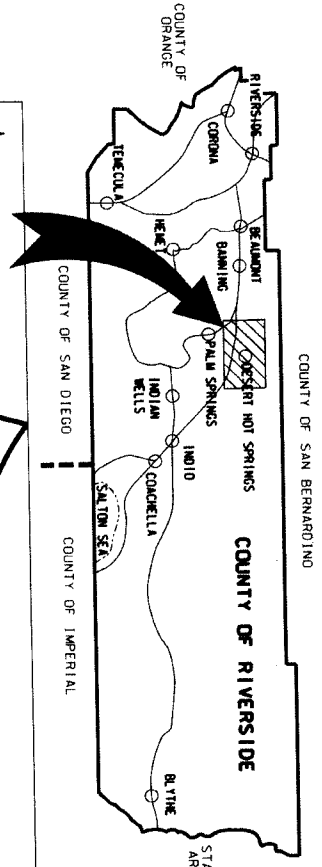 COUNTY OF SAN BERNARDINO
COUNTY OF
ORANGE
RIVERSIDE
CORONA
BEAUMONT
BANNING
DESERT HOT SPRINGS
COUNTY OF RIVERSIDE
TEMECULA
HEMET
PALM SPRINGS
INDIAN
WELLS
INDIO
COACHELLA
SALTON SEA
BLYTHE
COUNTY OF SAN DIEGO
COUNTY OF IMPERIAL